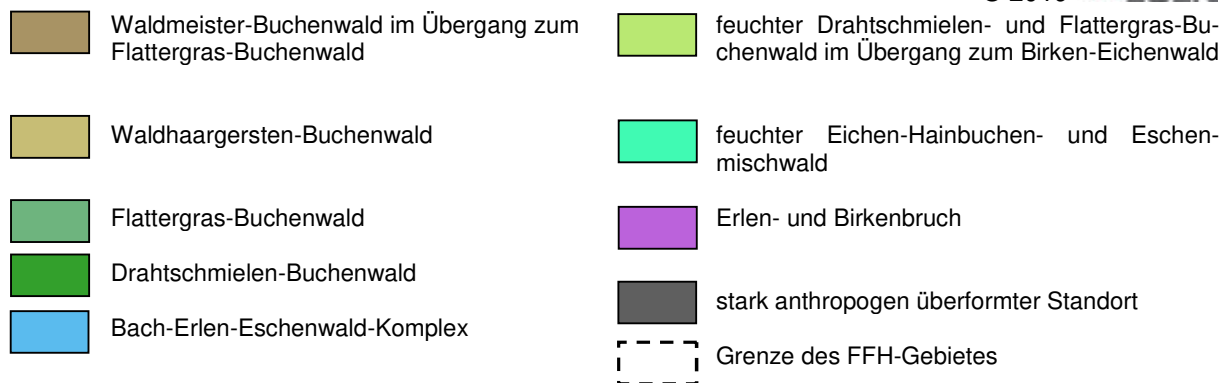 Waldmeister-Buchenwald im Übergang zum
Flattergras-Buchenwald
Waldhaargersten-Buchenwald
Flattergras-Buchenwald
Drahtschmielen-Buchenwald
Bach-Erlen-Eschenwald-Komplex
feuchter Drahtschmielen- und Flattergras-Bu-
chenwald im Übergang zum Birken-Eichenwald
feuchter Eichen-Hainbuchen- und Eschen-
mischwald
Erlen- und Birkenbruch
stark anthropogen überformter Standort
Grenze des FFH-Gebietes